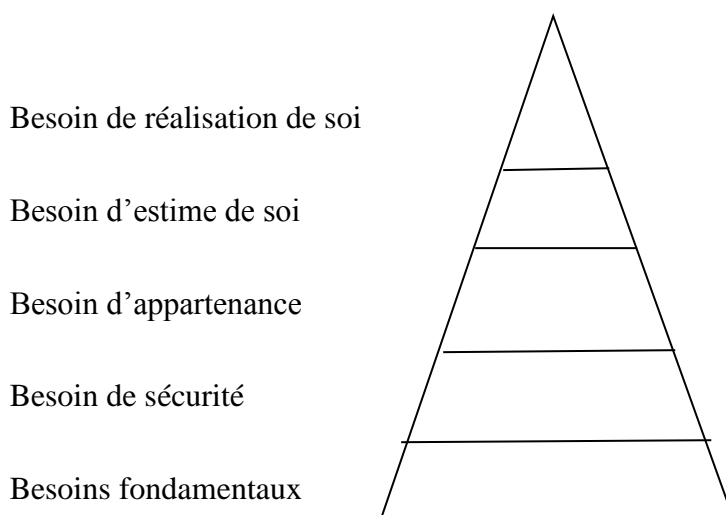 Besoin de réalisation de soi
Besoin d’estime de soi
Besoin d’appartenance
Besoin de sécurité
Besoins fondamentaux